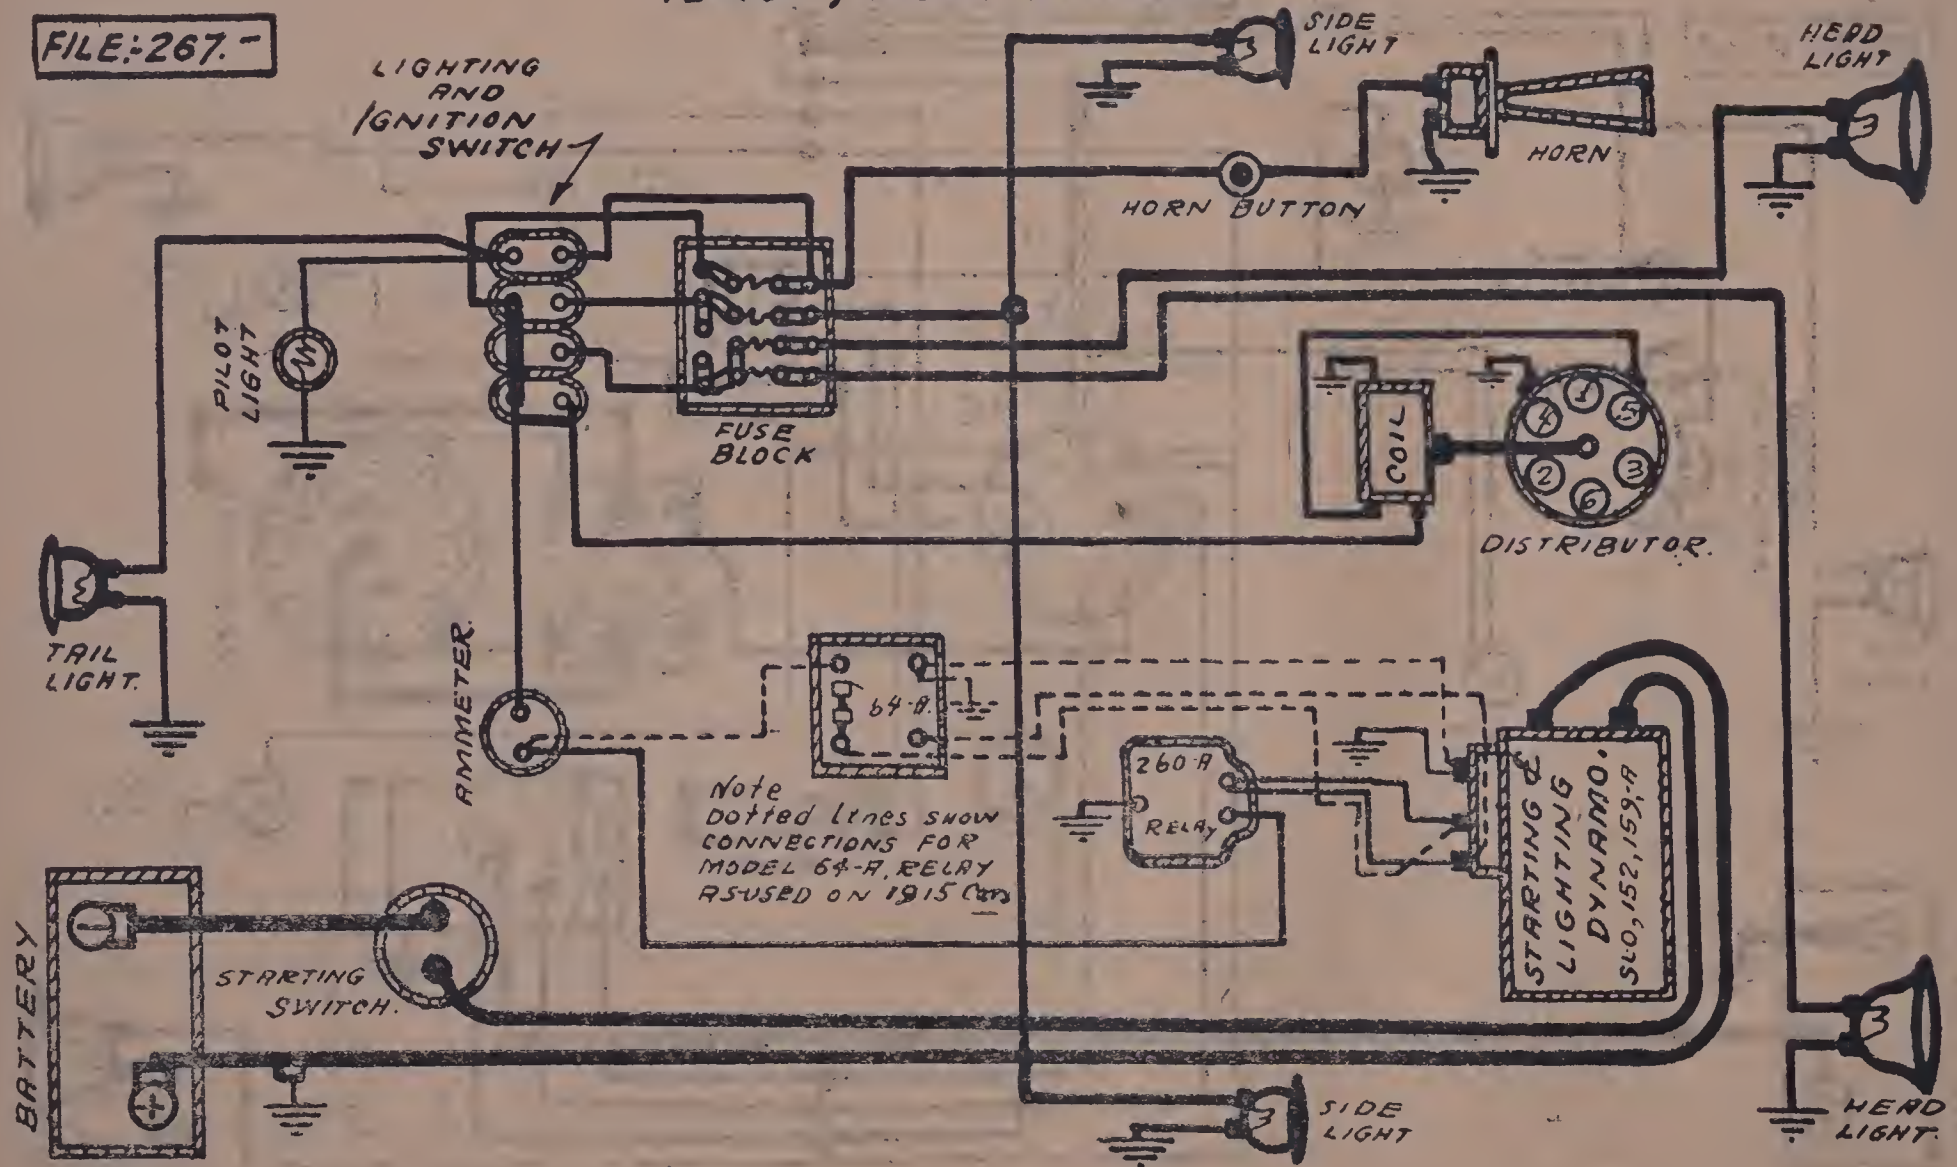 FILE:-267.-
LIGHTING
AND
IGNITION
SWITCH
SIDE
LIGHT
HEAD
LIGHT
HORN
HORN BUTTON
PILOT
LIGHT
FUSE
BLOCK
COIL
1
5
4
3
2
6
DISTRIBUTOR.
TAIL
LIGHT.
AMMETER.
64-A.
Note
Dotted lines SHOW
CONNECTIONS FOR
MODEL 64-A, RELAY
AS USED ON 1915 Cars
260-A
RELAY
STARTING &
LIGHTING
DYNAMO.
SLO, 152, 159,-A
BATTERY
-
+
STARTING
SWITCH.
SIDE
LIGHT
HEAD
LIGHT.